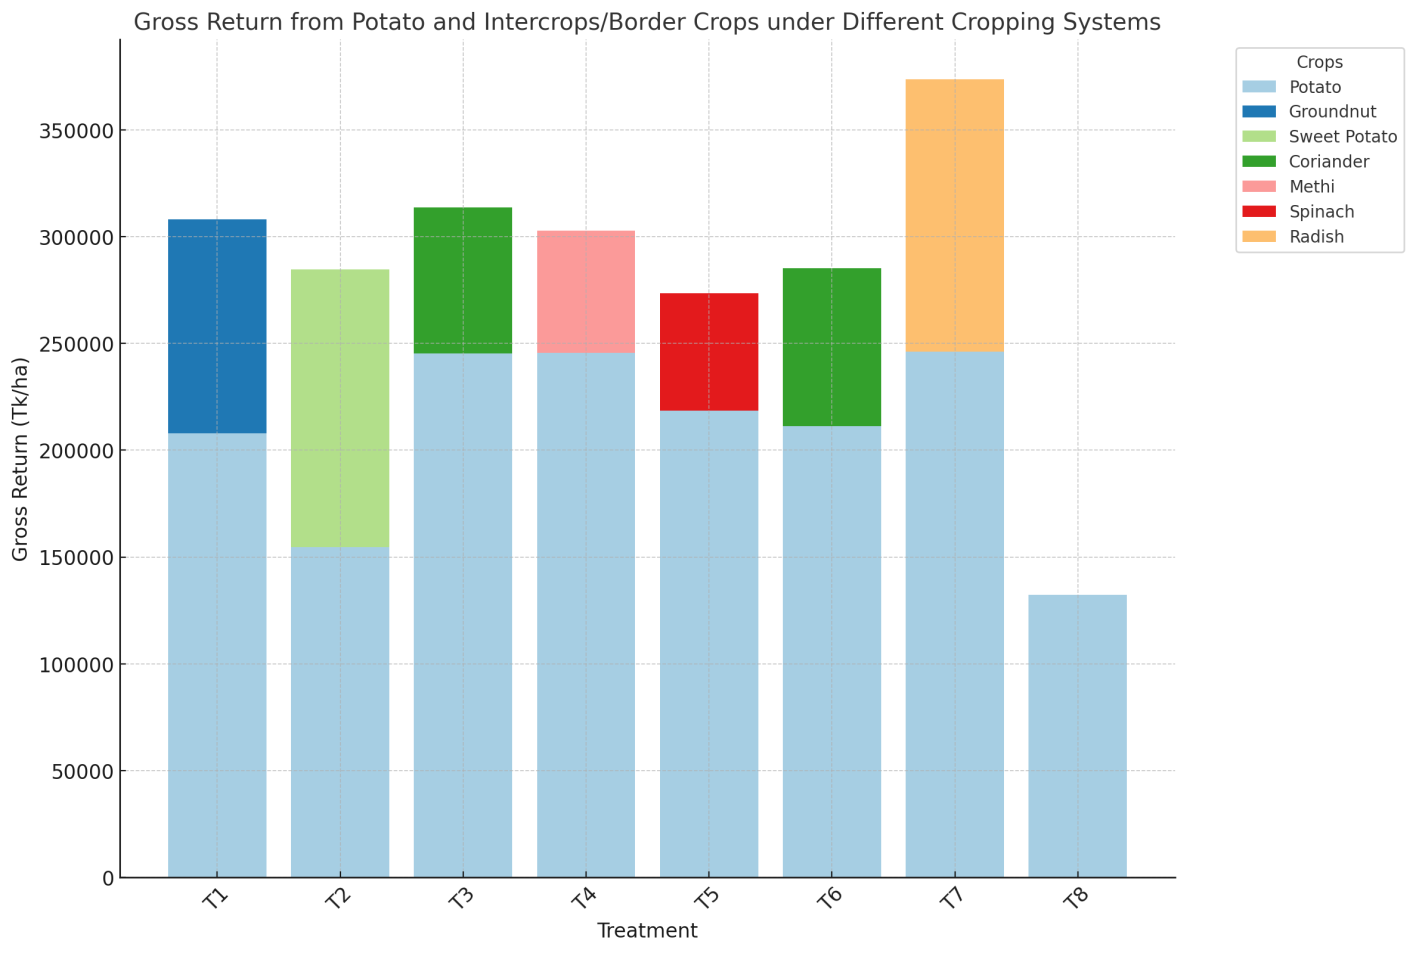 Gross Return from Potato and Intercrops/Border Crops under Different Cropping Systems
Crops
Potato
Groundnut
Sweet Potato
Coriander
Methi
Spinach
Radish
Gross Return (Tk/ha)
350000
300000
250000
200000
150000
100000
50000
0
T1
T2
T3
T4
T5
T6
T7
T8
Treatment